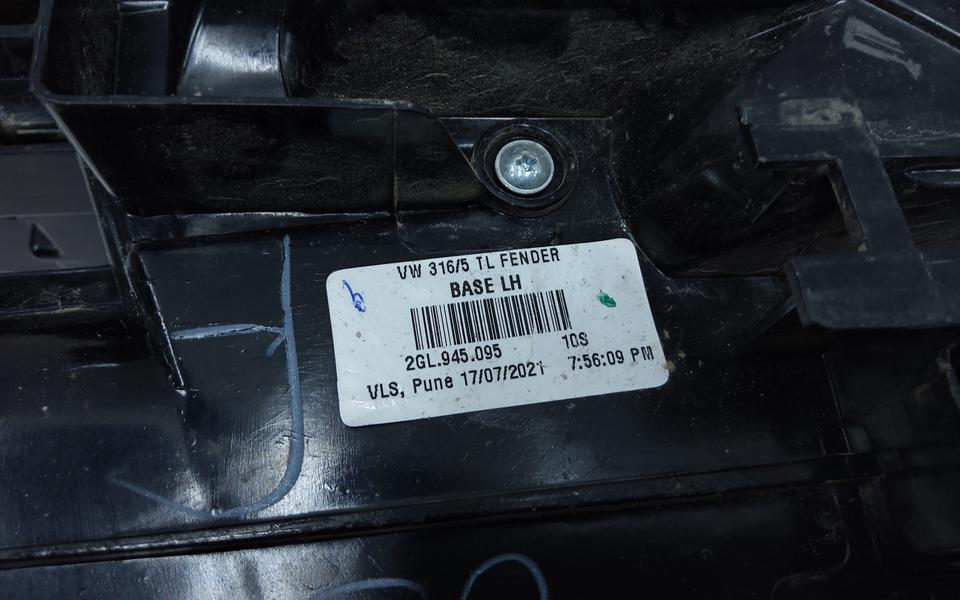 VW 316/5 TL FENDER
BASE LH
2GL.945.095 10S
VLS, Pune 17/07/2021 7:56:09 PM